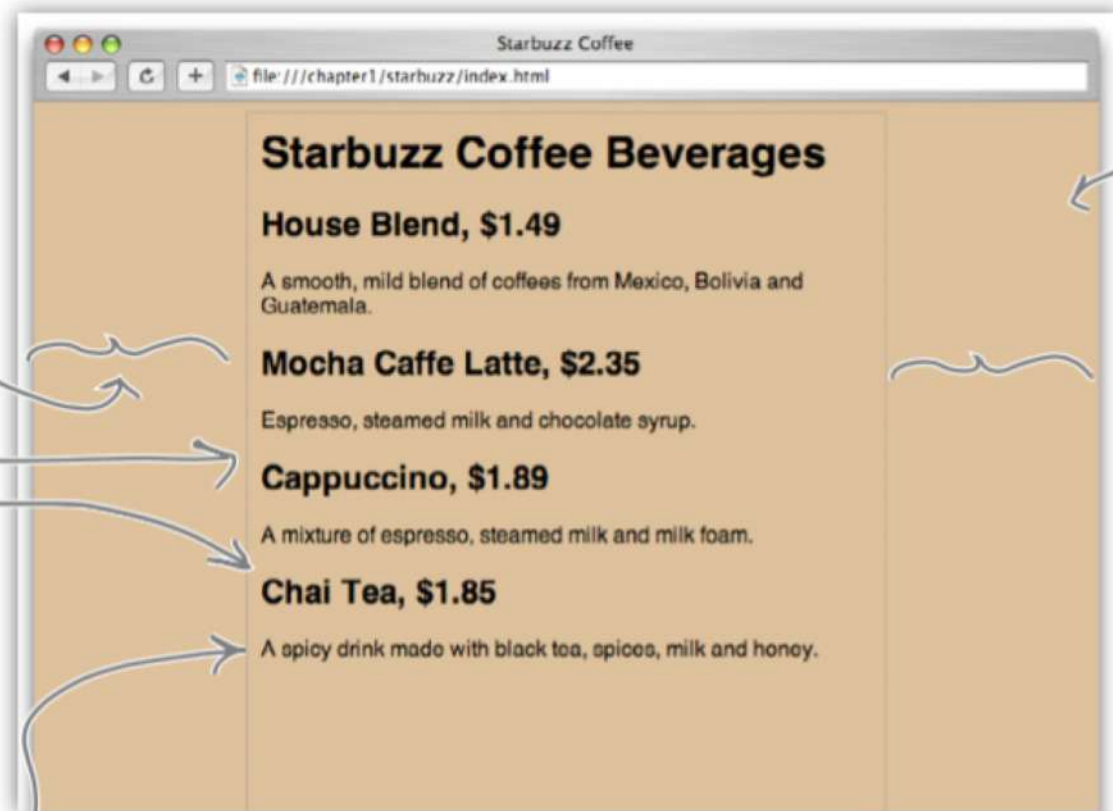 Starbuzz Coffee
file:///chapter1/starbuzz/index.html
Starbuzz Coffee Beverages
House Blend, $1.49
A smooth, mild blend of coffees from Mexico, Bolivia and
Guatemala.
Mocha Caffe Latte, $2.35
Espresso, steamed milk and chocolate syrup.
Cappuccino, $1.89
A mixture of espresso, steamed milk and milk foam.
Chai Tea, $1.85
A spicy drink made with black tea, spices, milk and honey.